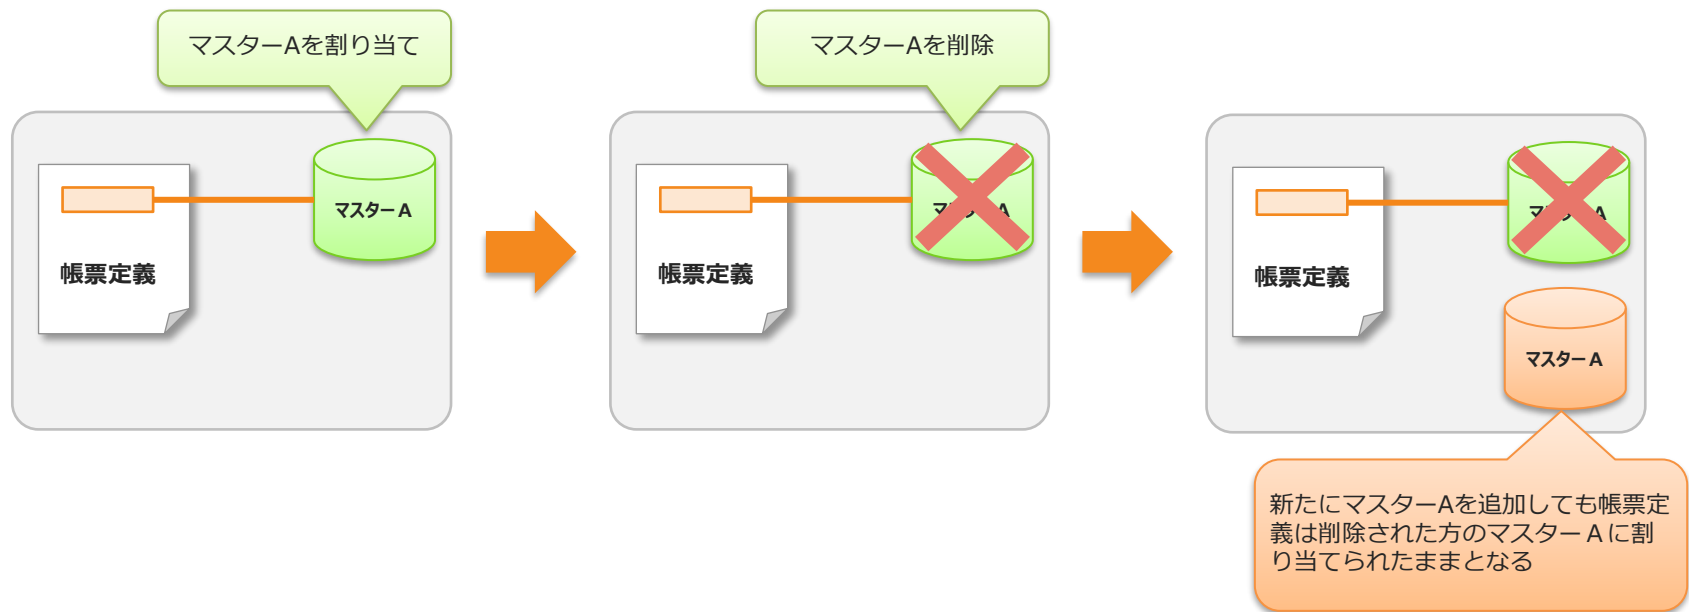 マスターAを割り当て
マスターAを削除
帳票定義
マスターA
帳票定義
帳票定義
マスターA
新たにマスターAを追加しても帳票定
義は削除された方のマスターAに割
り当てられたままとなる